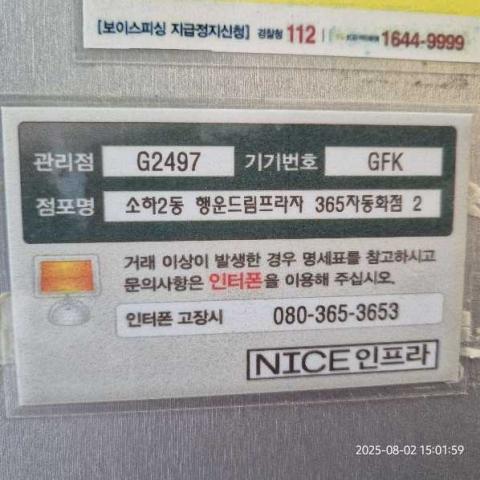 [보이스피싱 지급정지신청] 경찰청 112 | 1644-9999
관리점 G2497 기기번호 GFK
점포명 소하2동 행운드림프라자 365자동화점 2
거래 이상이 발생한 경우 명세표를 참고하시고
문의사항은 인터폰을 이용해 주십시오.
인터폰 고장시 080-365-3653
NICE인프라
2025-08-02 15:01:59